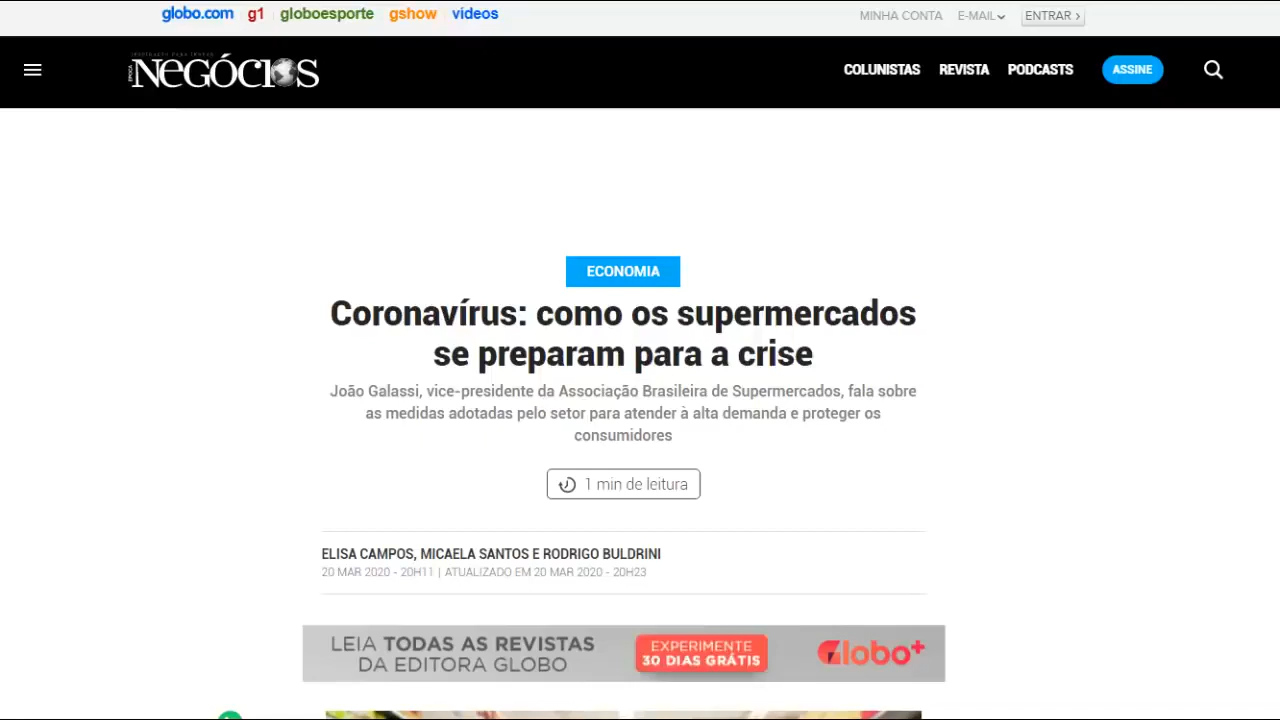 globo.com g1 globoesporte gshow vídeos MINHA CONTA E-MAIL ENTRAR
ÉPOCA NEGÓCIOS COLUNISTAS REVISTA PODCASTS ASSINE
ECONOMIA
Coronavírus: como os supermercados
se preparam para a crise
João Galassi, vice-presidente da Associação Brasileira de Supermercados, fala sobre
as medidas adotadas pelo setor para atender à alta demanda e proteger os
consumidores
1 min de leitura
ELISA CAMPOS, MICAELA SANTOS E RODRIGO BULDRINI
20 MAR 2020 - 20H11 | ATUALIZADO EM 20 MAR 2020 - 20H23
LEIA TODAS AS REVISTAS
DA EDITORA GLOBO
EXPERIMENTE
30 DIAS GRÁTIS
Globo+